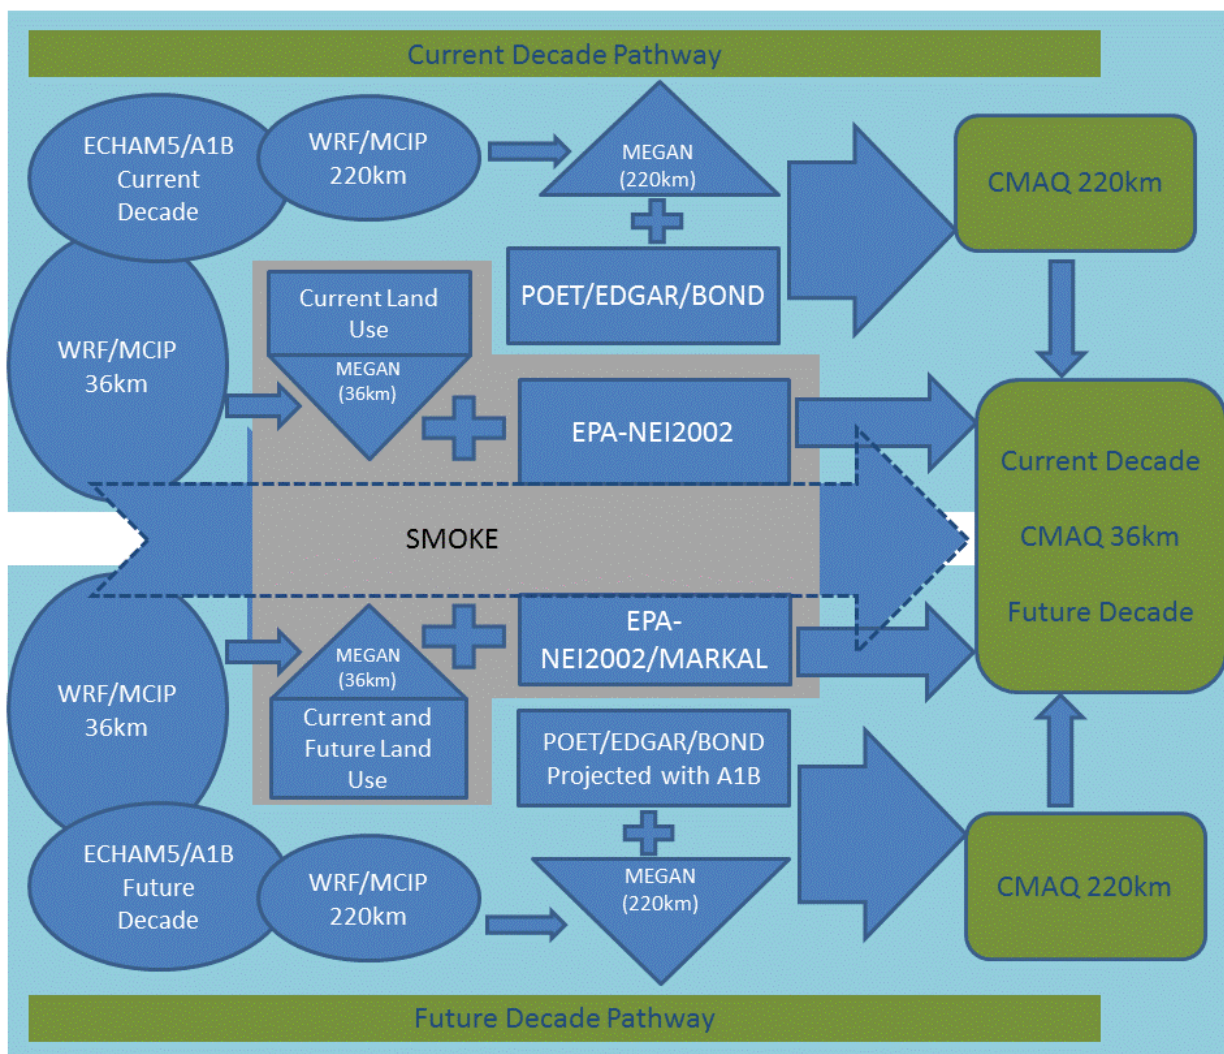 Current Decade Pathway
ECHAM5/A1B
Current
Decade
WRF/MCIP
220km
MEGAN
(220km)
CMAQ 220km
POET/EDGAR/BOND
Current Land
Use
WRF/MCIP
36km
MEGAN
(36km)
EPA-NEI2002
Current Decade
SMOKE
CMAQ 36km
Future Decade
EPA-
NEI2002/MARKAL
MEGAN
(36km)
WRF/MCIP
36km
Current and
Future Land
Use
POET/EDGAR/BOND
Projected with A1B
ECHAM5/A1B
Future
Decade
WRF/MCIP
220km
MEGAN
(220km)
CMAQ 220km
Future Decade Pathway